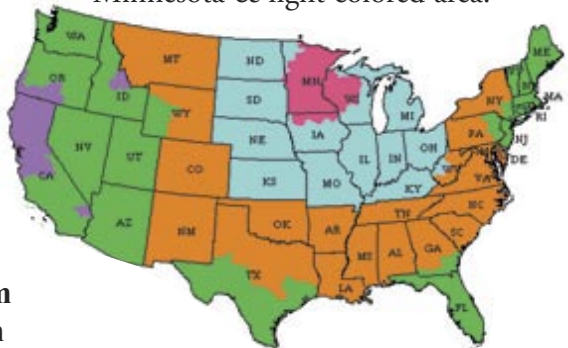 Minnesota es light colored area.
WA
OR
ID
MT
WY
ND
SD
NE
KS
MN
WI
IA
MO
IL
IN
MI
OH
KY
NV
UT
CA
AZ
CO
NM
OK
TX
AR
LA
MS
AL
GA
FL
SC
NC
TN
VA
PA
NY
ME
MA
RI
NJ
DE